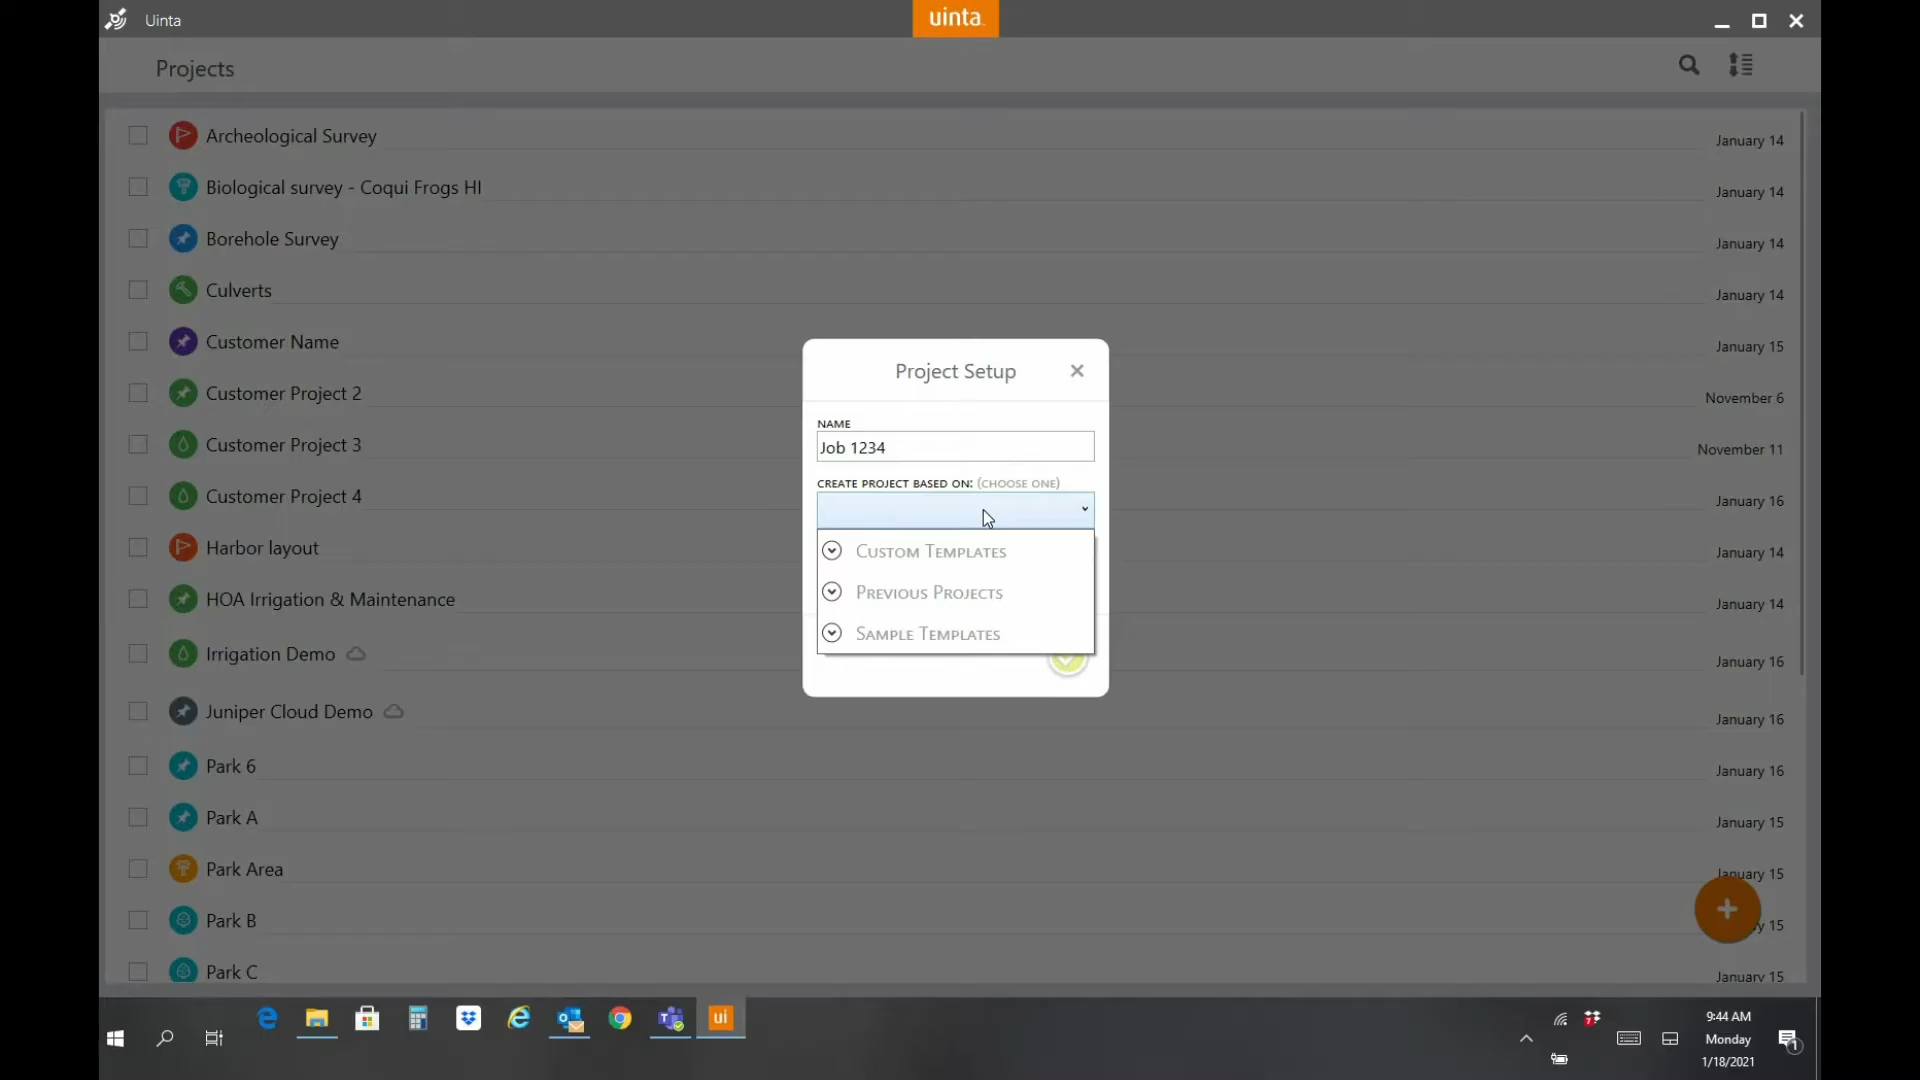 Uinta
uinta
Projects
Archeological Survey
January 14
Biological survey - Coqui Frogs HI
January 14
Borehole Survey
January 14
Culverts
January 14
Customer Name
January 15
Customer Project 2
November 6
Customer Project 3
November 11
Customer Project 4
January 16
Harbor layout
January 14
HOA Irrigation & Maintenance
January 14
Irrigation Demo
January 16
Juniper Cloud Demo
January 16
Park 6
January 16
Park A
January 15
Park Area
January 15
Park B
15
Park C
January 15
Project Setup
NAME
Job 1234
CREATE PROJECT BASED ON: (CHOOSE ONE)
CUSTOM TEMPLATES
PREVIOUS PROJECTS
SAMPLE TEMPLATES
ui
9:44 AM
Monday
1/18/2021
1